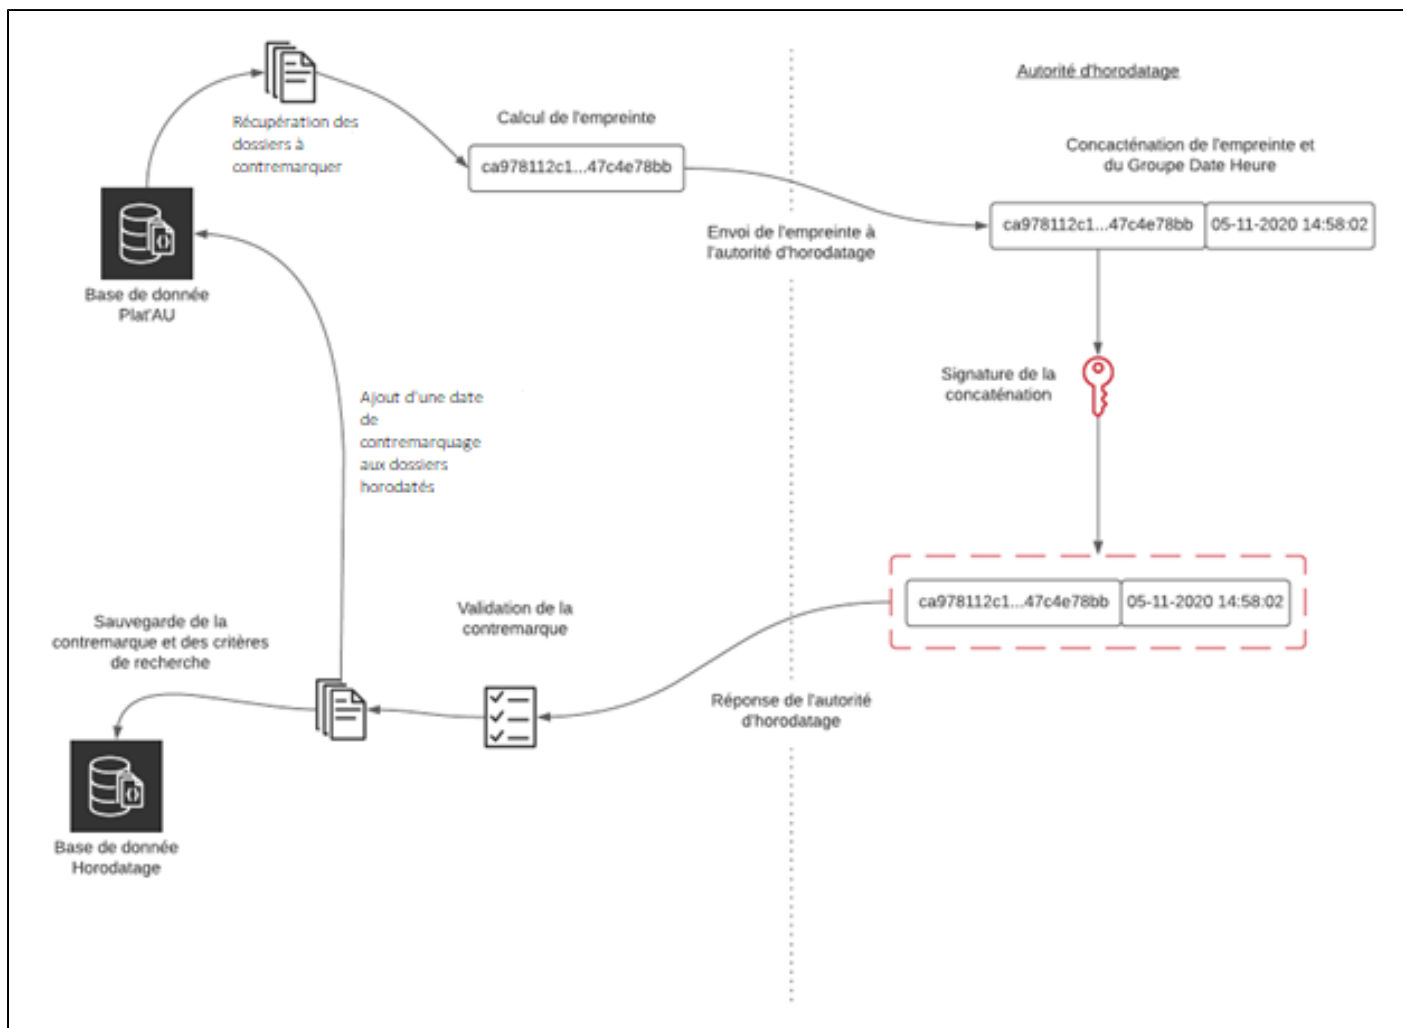 Autorité d'horodatage
Récupération des
dossiers à
contremarquer
Calcul de l'empreinte
ca978112c1...47c4e78bb
Concacténation de l'empreinte et
du Groupe Date Heure
ca978112c1...47c4e78bb
05-11-2020 14:58:02
Envoi de l'empreinte à
l'autorité d'horodatage
Base de donnée
Plat'AU
Signature de la
concaténation
Ajout d'une date
de
contremarquage
aux dossiers
horodatés
ca978112c1...47c4e78bb
05-11-2020 14:58:02
Validation de la
contremarque
Sauvegarde de la
contremarque et des critères
de recherche
Réponse de l'autorité
d'horodatage
Base de donnée
Horodatage